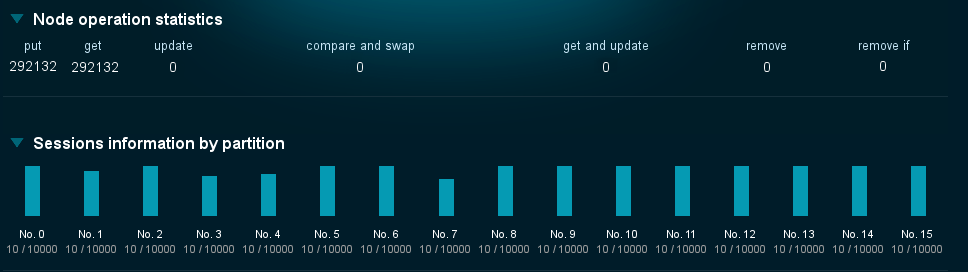 Node operation statistics
put get update compare and swap get and update remove remove if
292132 292132 0 0 0 0 0
Sessions information by partition
No. 0 No. 1 No. 2 No. 3 No. 4 No. 5 No. 6 No. 7 No. 8 No. 9 No. 10 No. 11 No. 12 No. 13 No. 14 No. 15
10 / 10000 10 / 10000 10 / 10000 10 / 10000 10 / 10000 10 / 10000 10 / 10000 10 / 10000 10 / 10000 10 / 10000 10 / 10000 10 / 10000 10 / 10000 10 / 10000 10 / 10000 10 / 10000